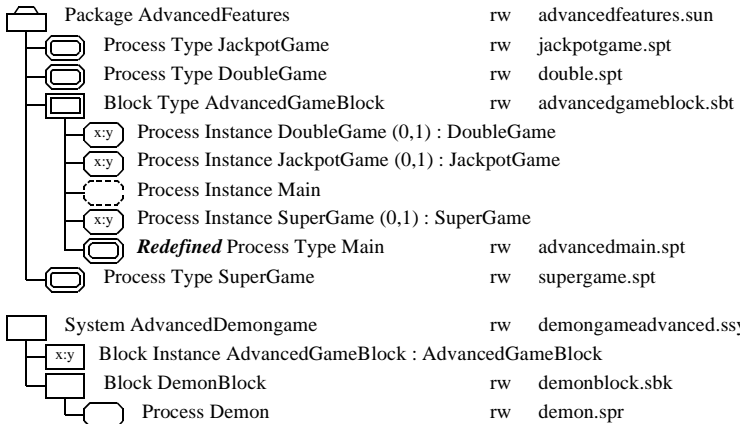 Package AdvancedFeatures rw advancedfeatures.sun
Process Type JackpotGame rw jackpotgame.spt
Process Type DoubleGame rw double.spt
Block Type AdvancedGameBlock rw advancedgameblock.sbt
x:y Process Instance DoubleGame (0,1) : DoubleGame
x:y Process Instance JackpotGame (0,1) : JackpotGame
Process Instance Main
x:y Process Instance SuperGame (0,1) : SuperGame
Redefined Process Type Main rw advancedmain.spt
Process Type SuperGame rw supergame.spt
System AdvancedDemongame rw demongameadvanced.ssy
x:y Block Instance AdvancedGameBlock : AdvancedGameBlock
Block DemonBlock rw demonblock.sbk
Process Demon rw demon.spr